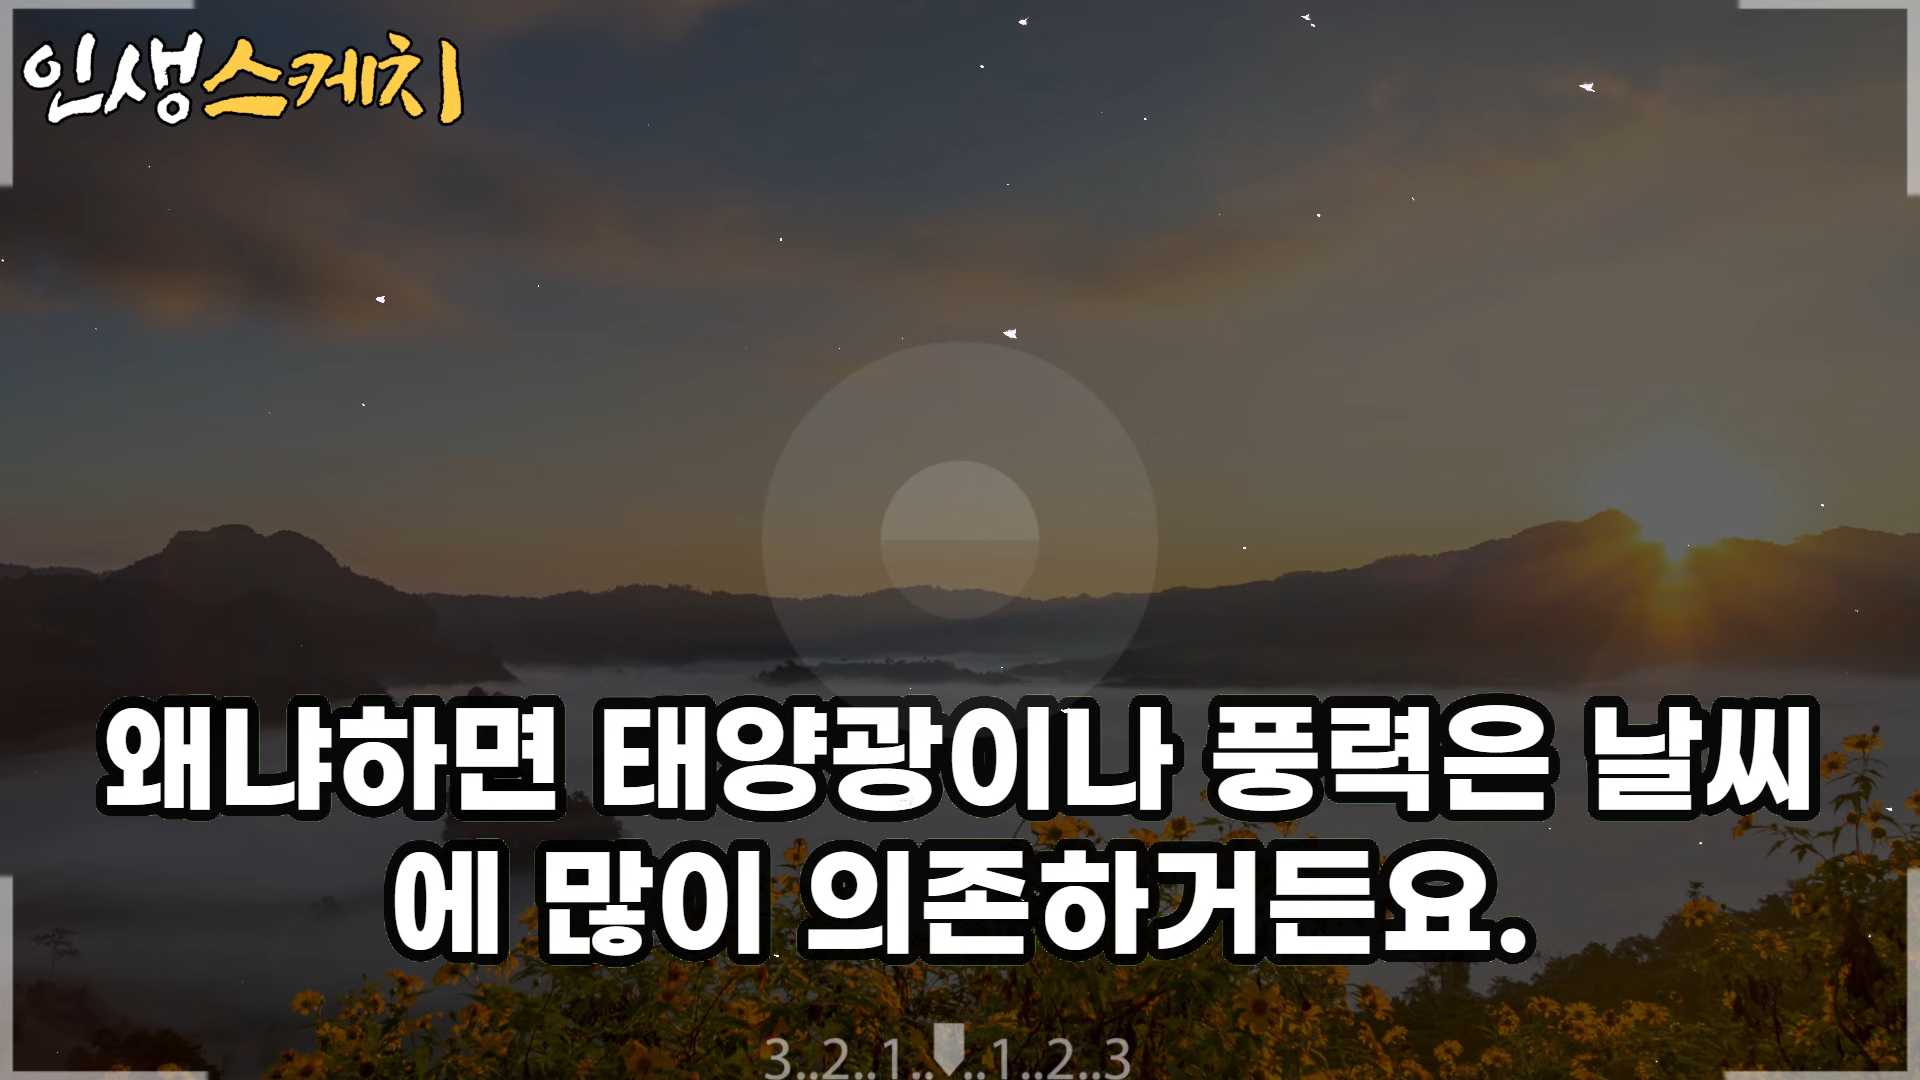 인생스케치
왜냐하면 태양광이나 풍력은 날씨
에 많이 의존하거든요.
3..2..1....1..2..3